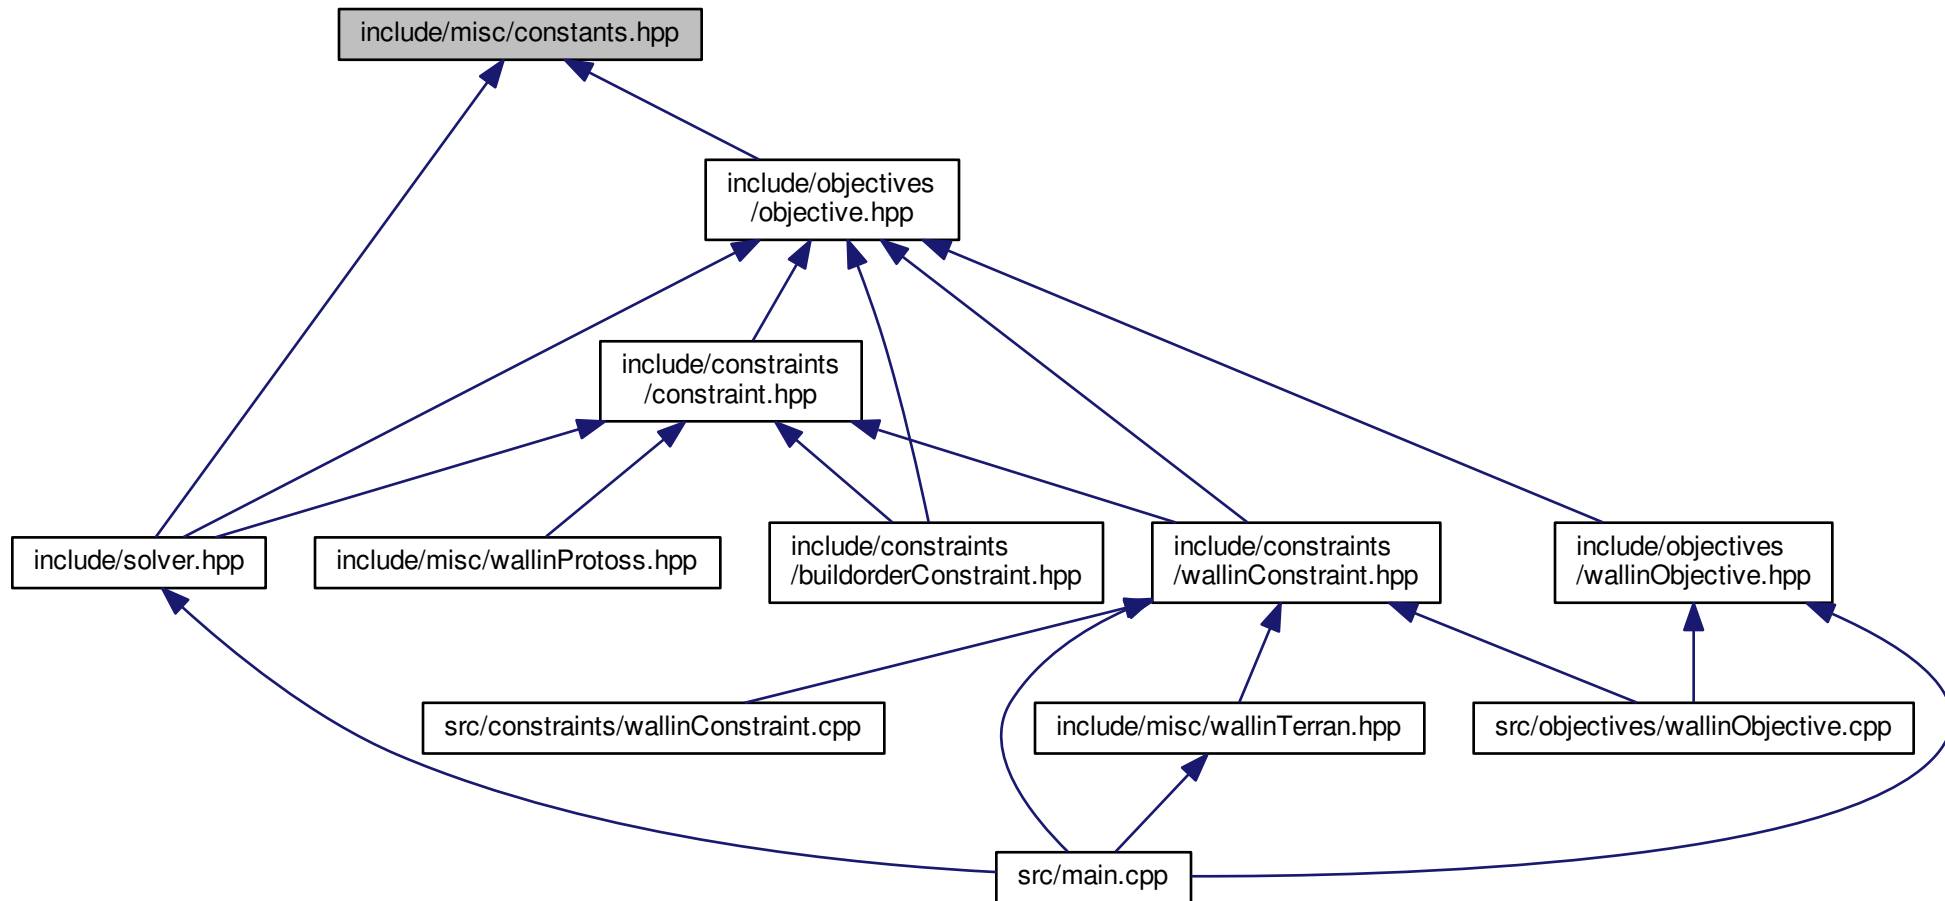 include/misc/constants.hpp
include/objectives
/objective.hpp
include/constraints
/constraint.hpp
include/solver.hpp
include/misc/wallinProtoss.hpp
include/constraints
/buildorderConstraint.hpp
include/constraints
/wallinConstraint.hpp
include/objectives
/wallinObjective.hpp
src/constraints/wallinConstraint.cpp
include/misc/wallinTerran.hpp
src/objectives/wallinObjective.cpp
src/main.cpp